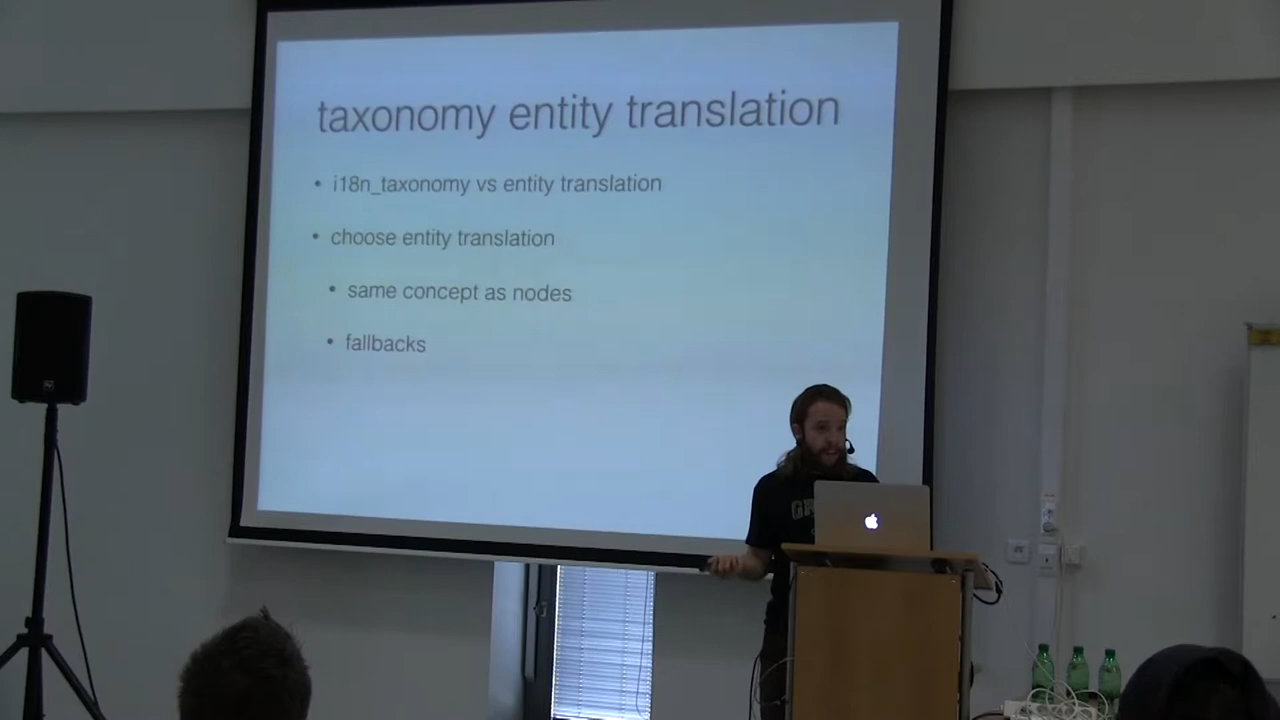 taxonomy entity translation
• i18n_taxonomy vs entity translation
• choose entity translation
• same concept as nodes
• fallbacks